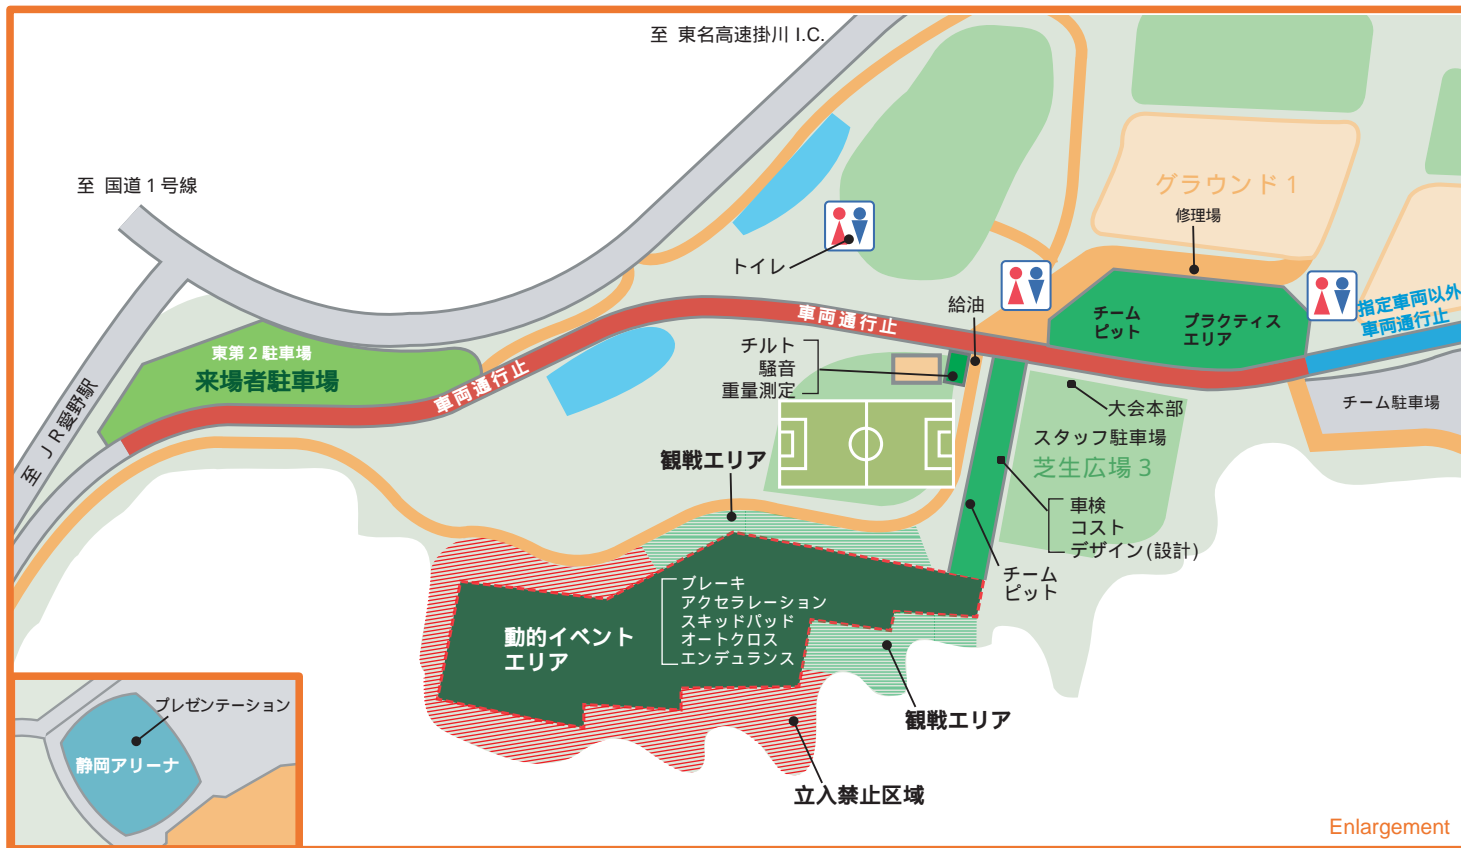 至 東名高速掛川 I.C.
至 国道 1 号線
グラウンド 1
修理場
トイレ
給油
指定車両以外
車両通行止
車両通行止
チーム
ピット
プラクティス
エリア
チルト
騒音
重量測定
東第 2 駐車場
来場者駐車場
車両通行止
至 J R 愛野駅
大会本部
チーム駐車場
スタッフ駐車場
芝生広場 3
観戦エリア
車検
コスト
デザイン(設計)
チーム
ピット
ブレーキ
アクセラレーション
スキッドパッド
オートクロス
エンデュランス
動的イベント
エリア
観戦エリア
立入禁止区域
プレゼンテーション
静岡アリーナ
Enlargement